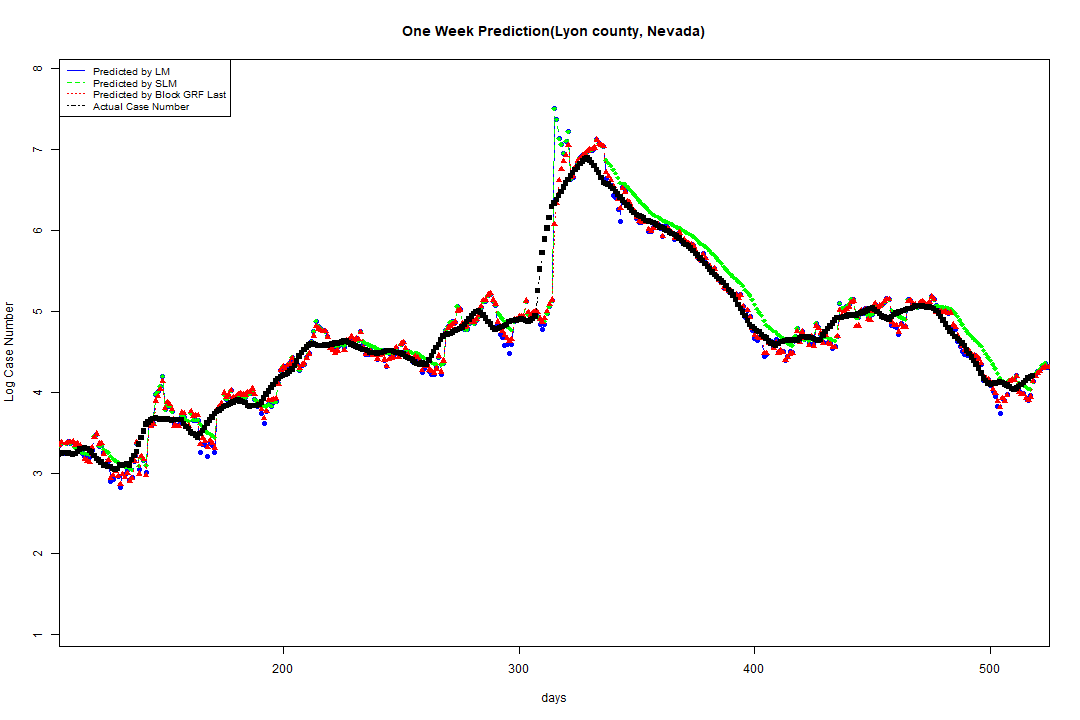 One Week Prediction(Lyon county, Nevada)
Predicted by LM
Predicted by SLM
Predicted by Block GRF Last
Actual Case Number
8
7
6
5
4
3
2
1
Log Case Number
200 300 400 500
days